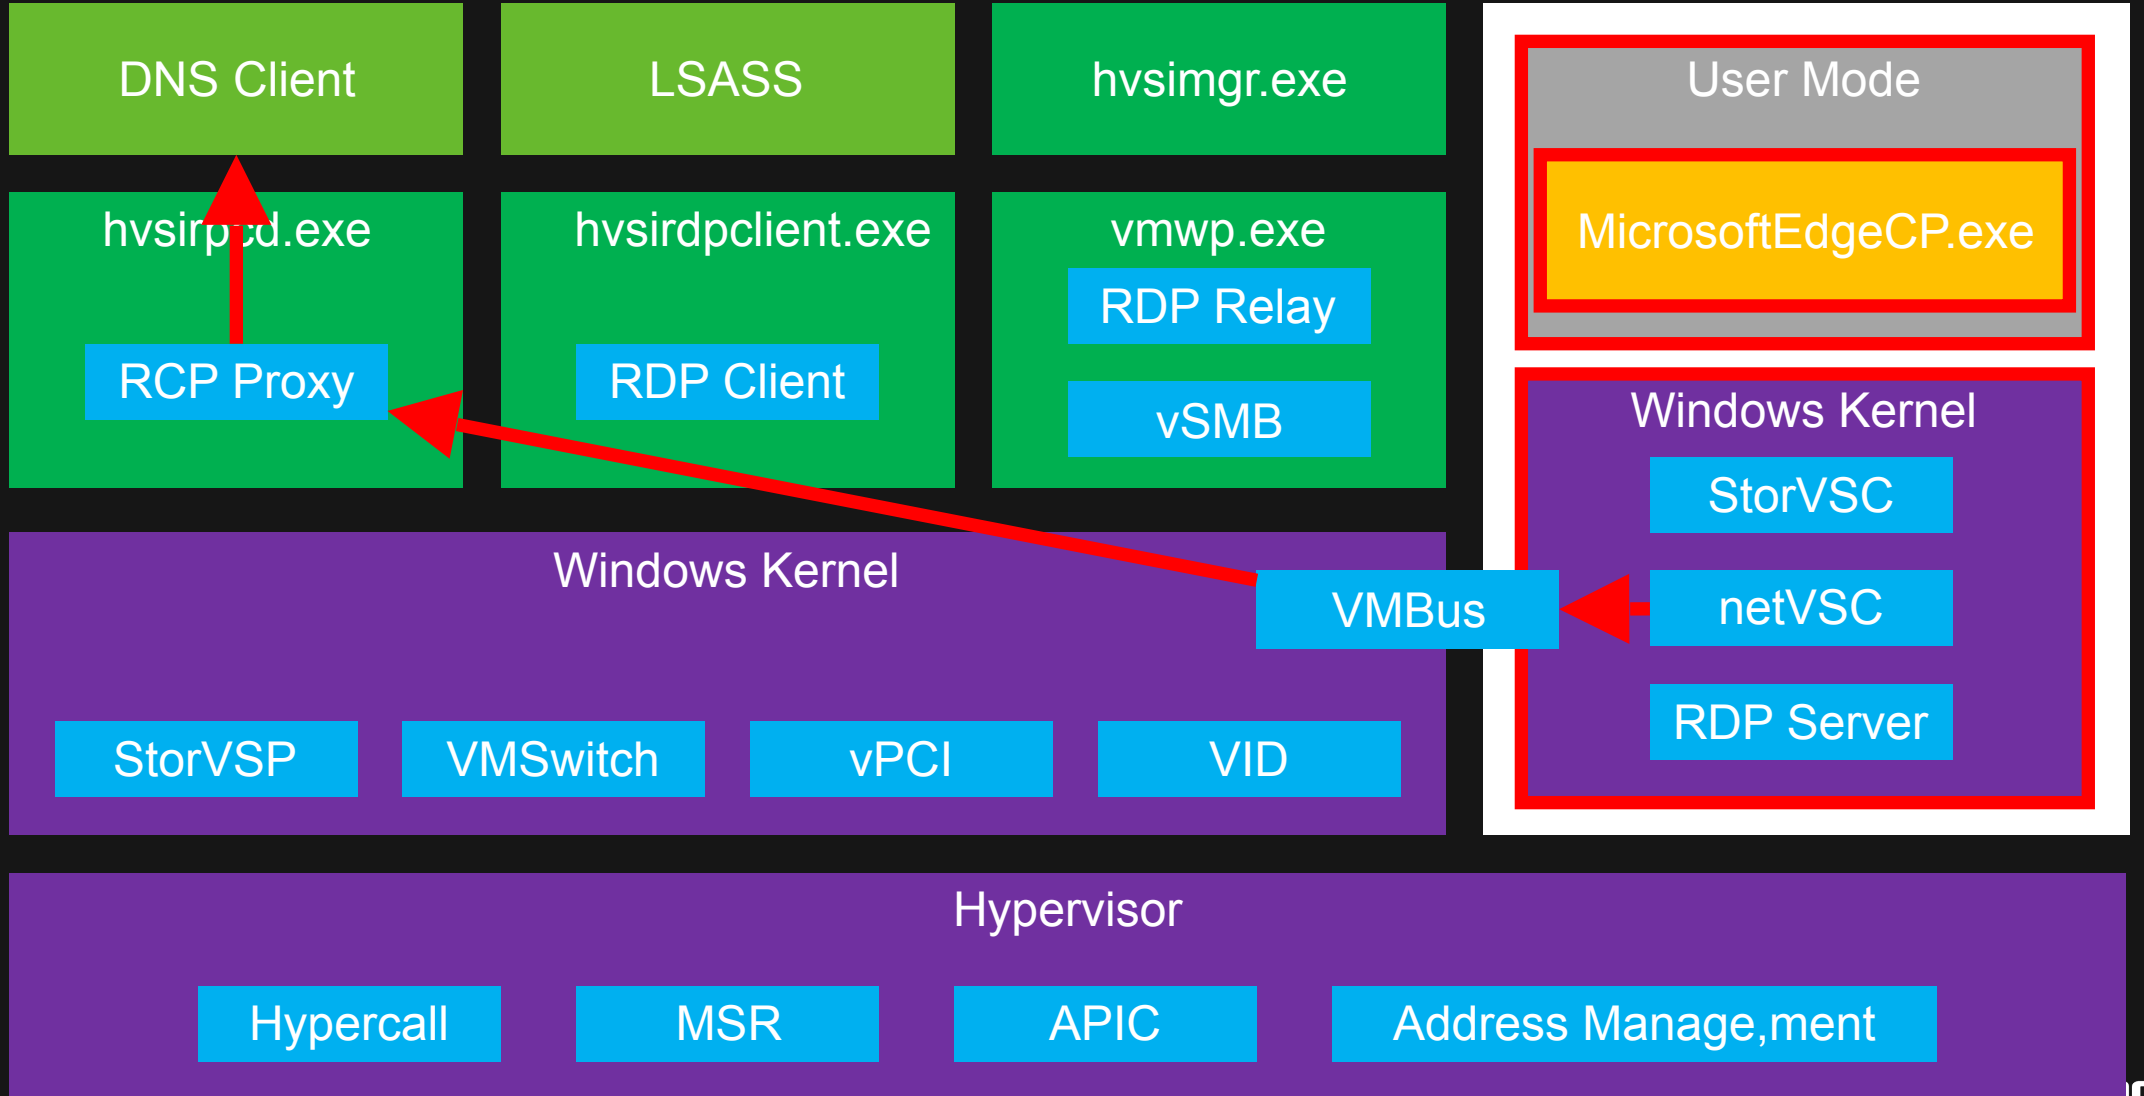 DNS Client
LSASS
hvsimgr.exe
User Mode
hvsirpcd.exe
hvsirdpclient.exe
vmwp.exe
MicrosoftEdgeCP.exe
RDP Relay
RCP Proxy
RDP Client
vSMB
Windows Kernel
StorVSC
Windows Kernel
VMBus
netVSC
RDP Server
StorVSP
VMSwitch
vPCI
VID
Hypervisor
Hypercall
MSR
APIC
Address Manage,ment